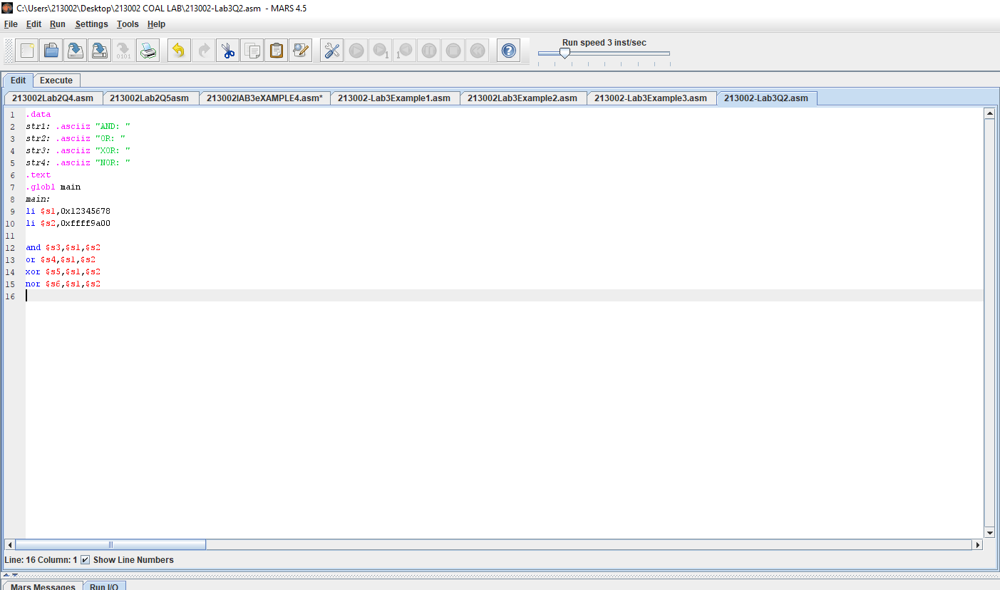 C:\Users\213002\Desktop\213002 COAL LAB\213002-Lab3Q2.asm - MARS 4.5
File Edit Run Settings Tools Help
Run speed 3 inst/sec
0101
1 1
Edit Execute
213002Lab2Q4.asm 213002Lab2Q5asm 213002lAB3eXAMPLE4.asm* 213002-Lab3Example1.asm 213002Lab3Example2.asm 213002-Lab3Example3.asm 213002-Lab3Q2.asm
1 .data
2 str1: .asciiz "AND: "
3 str2: .asciiz "OR: "
4 str3: .asciiz "XOR: "
5 str4: .asciiz "NOR: "
6 .text
7 .globl main
8 main:
9 li $s1,0x12345678
10 li $s2,0xffff9a00
11
12 and $s3,$s1,$s2
13 or $s4,$s1,$s2
14 xor $s5,$s1,$s2
15 nor $s6,$s1,$s2
16
Line: 16 Column: 1 Show Line Numbers
Mars Messages Run I/O